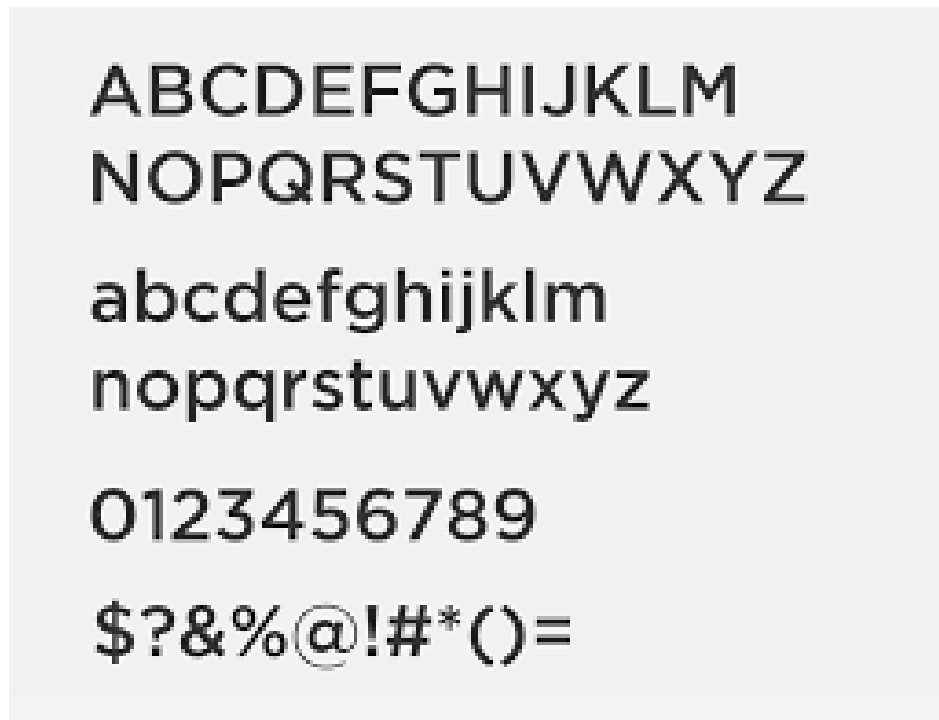 ABCDEFGHIJKLM
NOPQRSTUVWXYZ
abcdefghijklm
nopqrstuvwxyz
0123456789
$?&%@!#*()=